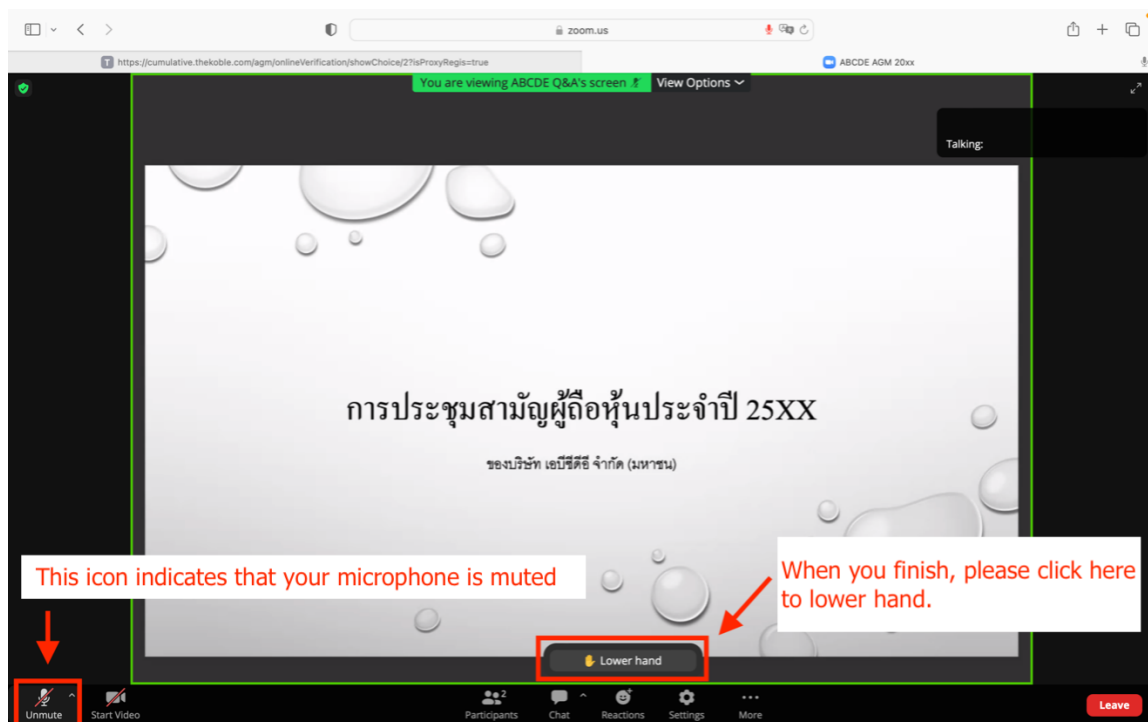 zoom.us
T https://cumulative.thekoble.com/agm/onlineVerification/showChoice/2?isProxyRegis=true
ABCDE AGM 20xx
You are viewing ABCDE Q&A's screen
View Options
Talking:
การประชุมสามัญผู้ถือหุ้นประจำปี 25XX
ของบริษัท เอบีซีดีอี จำกัด (มหาชน)
This icon indicates that your microphone is muted
When you finish, please click here
to lower hand.
Lower hand
Unmute
Start Video
Participants 2
Chat
Reactions
Settings
More
Leave